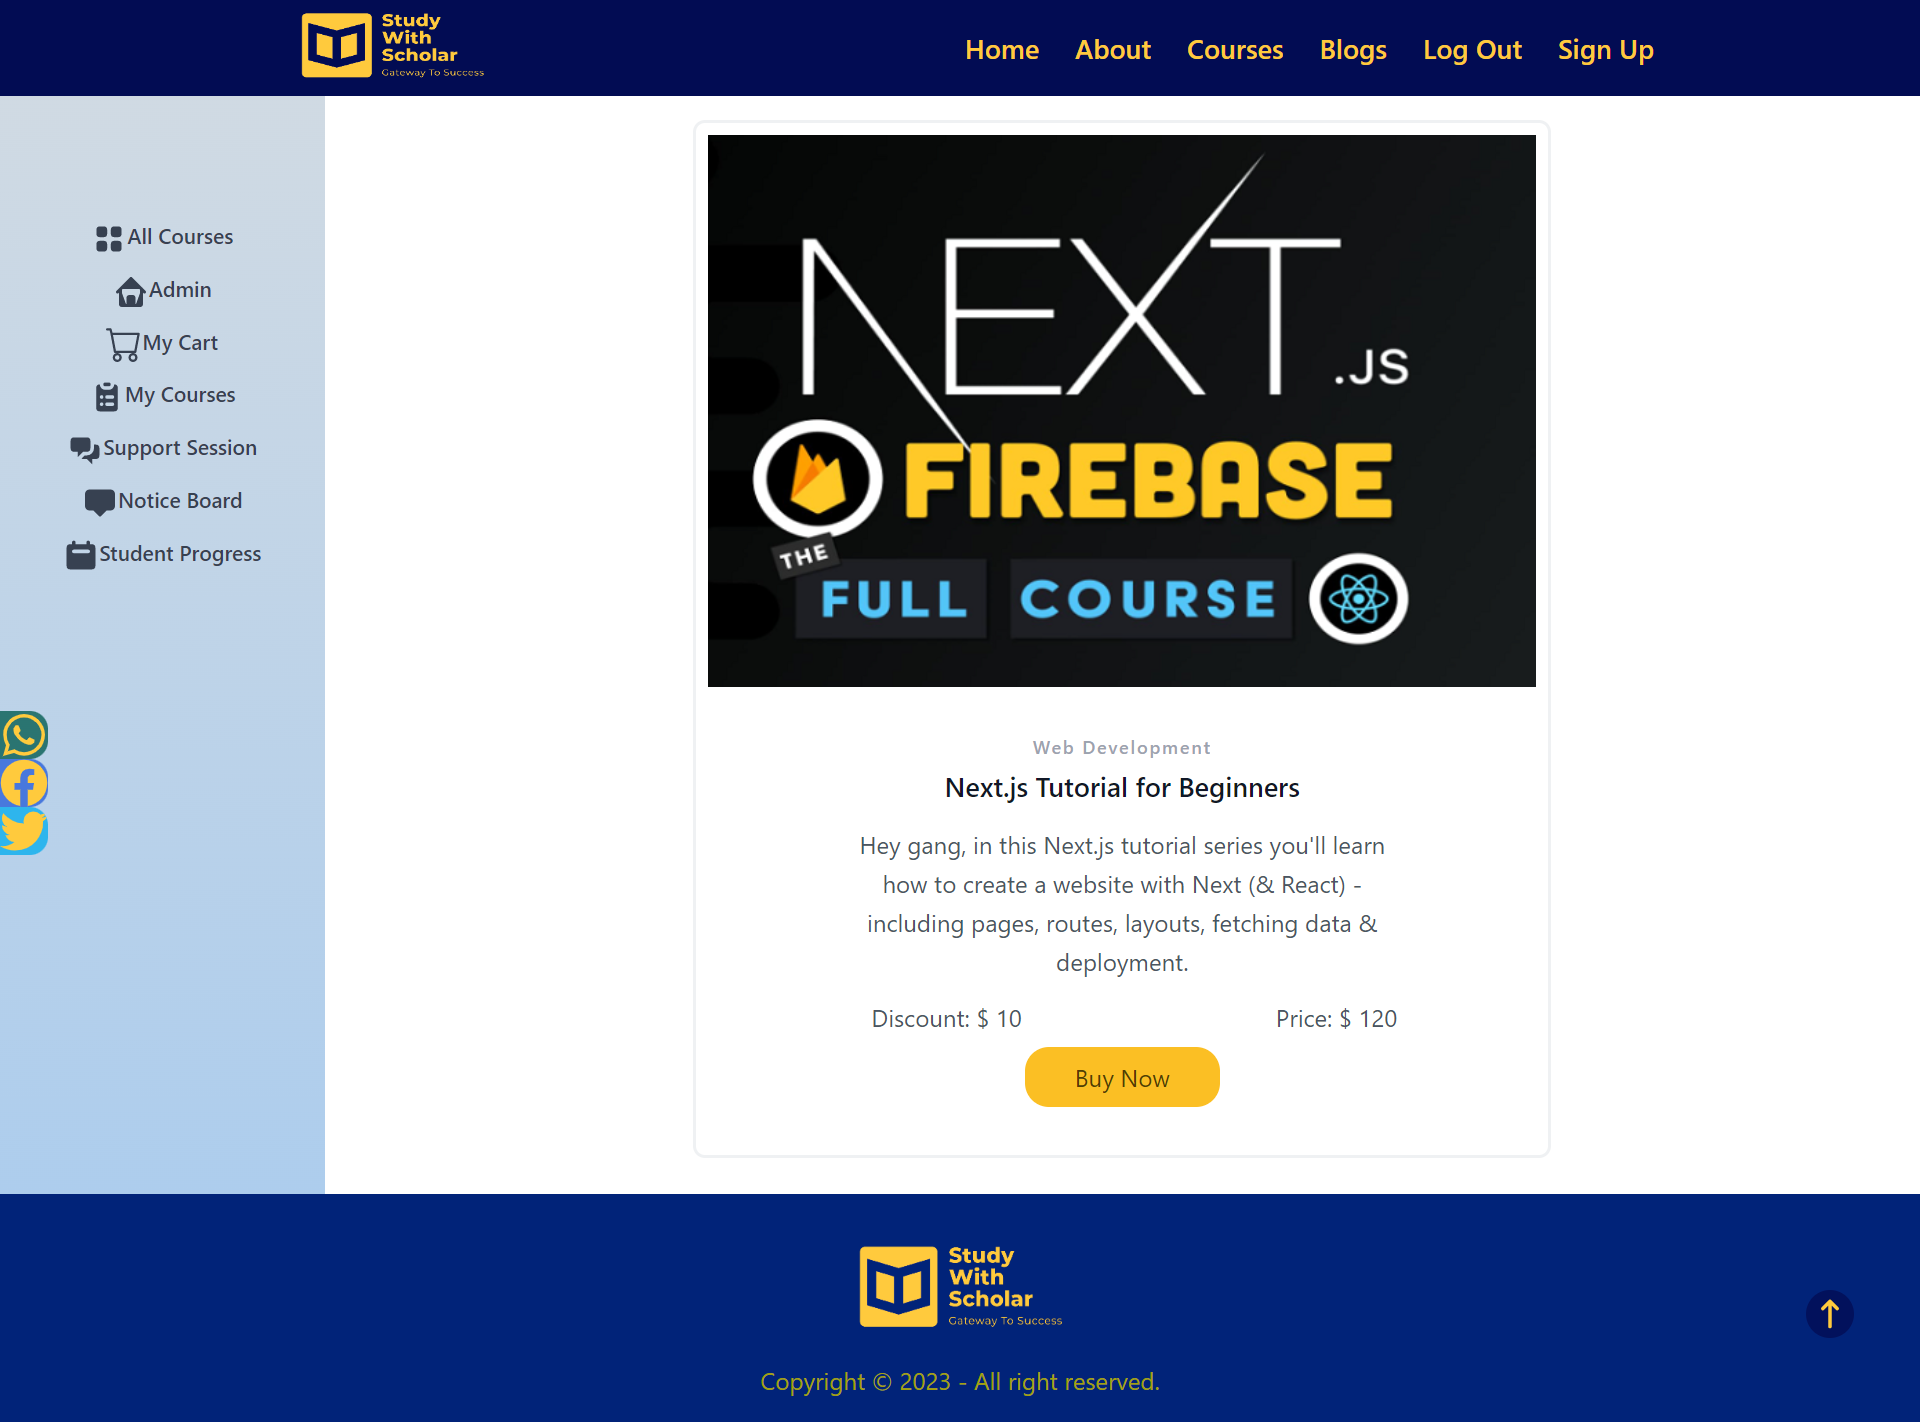 Study
With
Scholar
Gateway To Success
Home About Courses Blogs Log Out Sign Up
All Courses
Admin
My Cart
My Courses
Support Session
Notice Board
Student Progress
NEXT.JS
FIREBASE
THE
FULL COURSE
Web Development
Next.js Tutorial for Beginners
Hey gang, in this Next.js tutorial series you'll learn
how to create a website with Next (& React) -
including pages, routes, layouts, fetching data &
deployment.
Discount: $ 10 Price: $ 120
Buy Now
Study
With
Scholar
Gateway To Success
Copyright © 2023 - All right reserved.